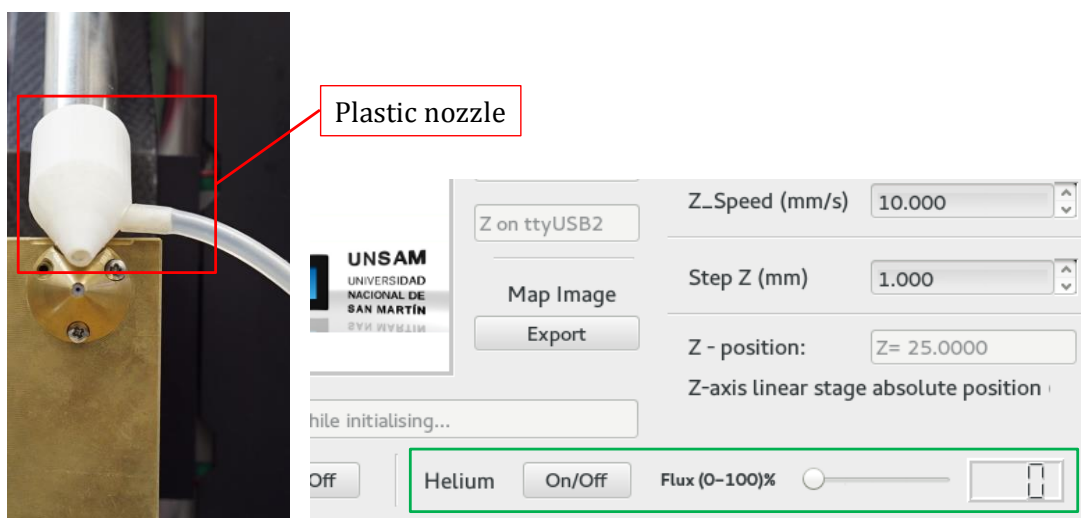 Plastic nozzle
Z_Speed (mm/s) 10.000
Z on ttyUSB2
UNSAM
UNIVERSIDAD
NACIONAL DE
SAN MARTÍN
SAN MARTIN
Step Z (mm) 1.000
Map Image
Export
Z - position: Z= 25.0000
Z-axis linear stage absolute position
hile initialising...
Off
Helium On/Off Flux (0-100)% 0